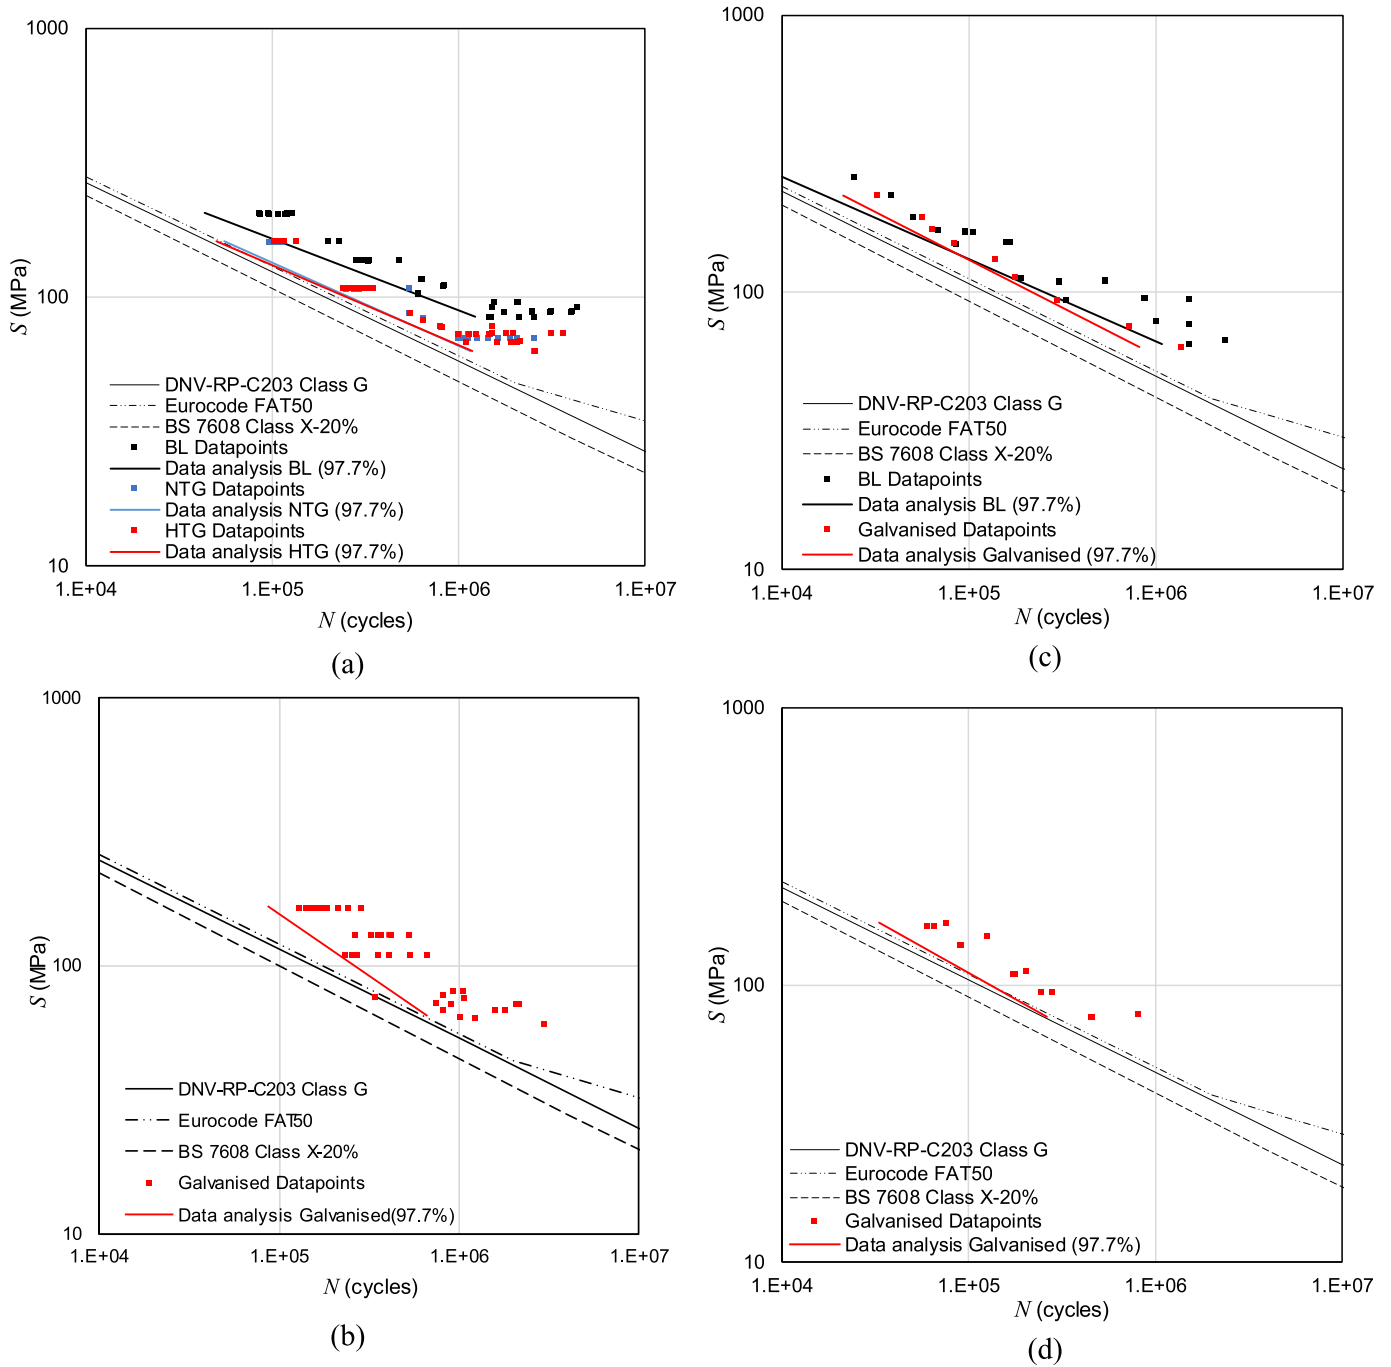 1000
100
10
S (MPa)
DNV-RP-C203 Class G
Eurocode FAT50
BS 7608 Class X-20%
BL Datapoints
Data analysis BL (97.7%)
NTG Datapoints
Data analysis NTG (97.7%)
HTG Datapoints
Data analysis HTG (97.7%)
1.E+04 1.E+05 1.E+06 1.E+07
N (cycles)
(a)
1000
100
10
S (MPa)
DNV-RP-C203 Class G
Eurocode FAT50
BS 7608 Class X-20%
BL Datapoints
Data analysis BL (97.7%)
Galvanised Datapoints
Data analysis Galvanised (97.7%)
1.E+04 1.E+05 1.E+06 1.E+07
N (cycles)
(c)
1000
100
10
S (MPa)
DNV-RP-C203 Class G
Eurocode FAT50
BS 7608 Class X-20%
Galvanised Datapoints
Data analysis Galvanised(97.7%)
1.E+04 1.E+05 1.E+06 1.E+07
N (cycles)
(b)
1000
100
10
S (MPa)
DNV-RP-C203 Class G
Eurocode FAT50
BS 7608 Class X-20%
Galvanised Datapoints
Data analysis Galvanised (97.7%)
1.E+04 1.E+05 1.E+06 1.E+07
N (cycles)
(d)